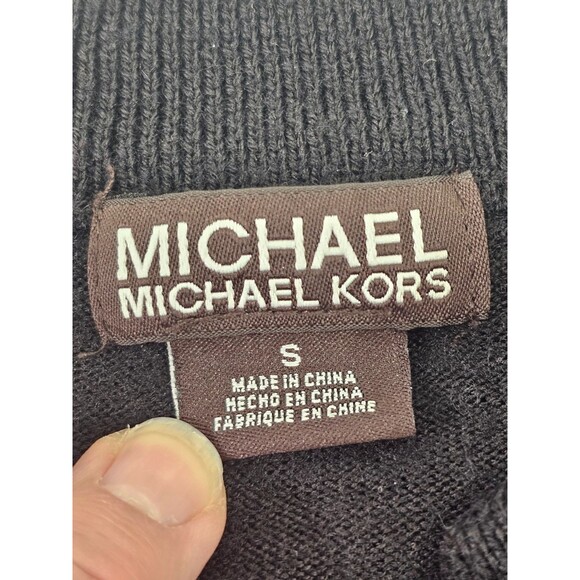 MICHAEL
MICHAEL KORS
S
MADE IN CHINA
HECHO EN CHINA
FABRIQUE EN CHINE